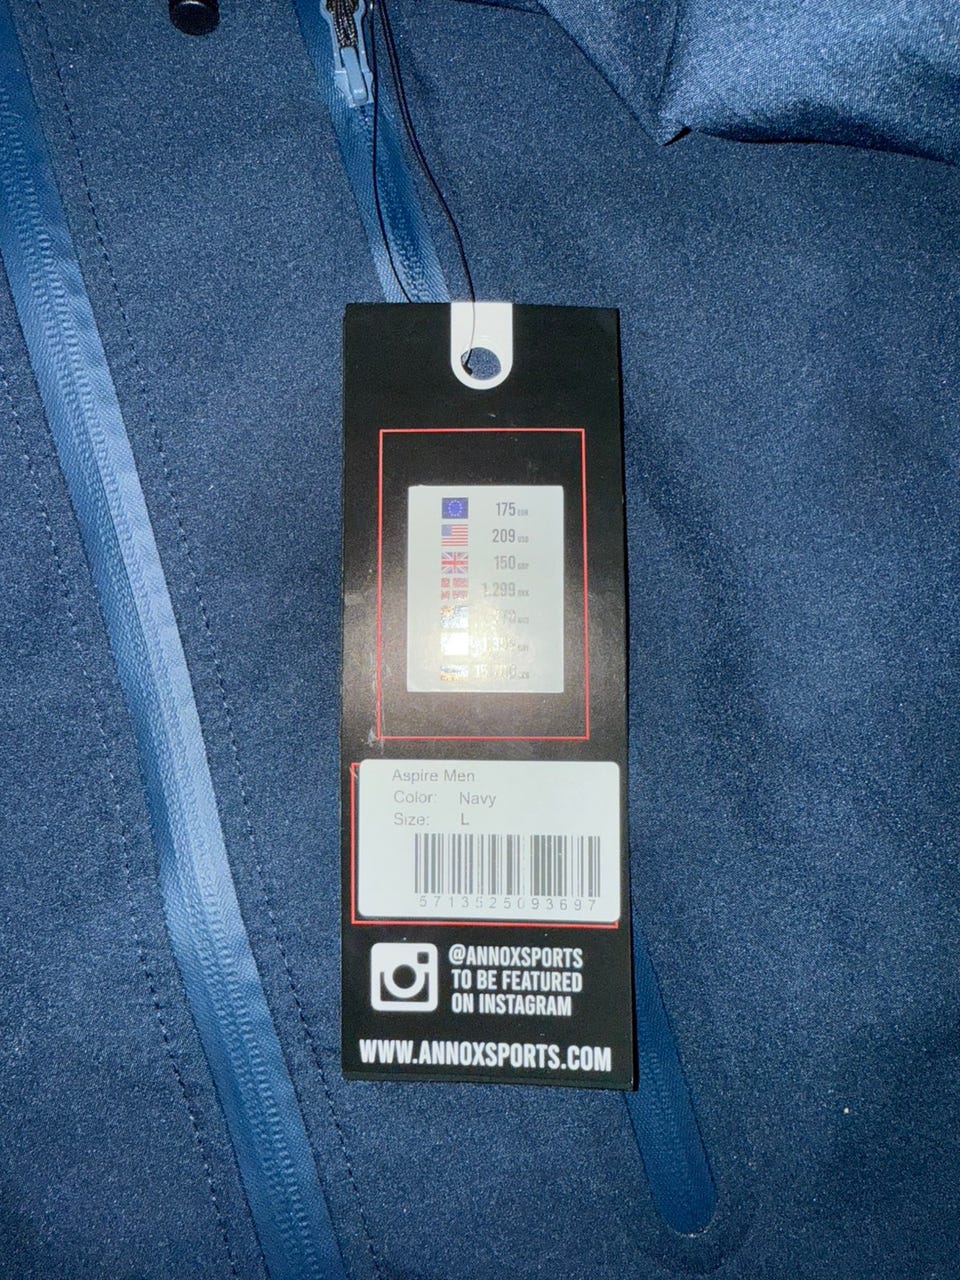 175 EUR
209 USD
150 GBP
1.299 DKK
Aspire Men
Color: Navy
Size: L
5713525093697
@ANNOXSPORTS
TO BE FEATURED
ON INSTAGRAM
WWW.ANNOXSPORTS.COM